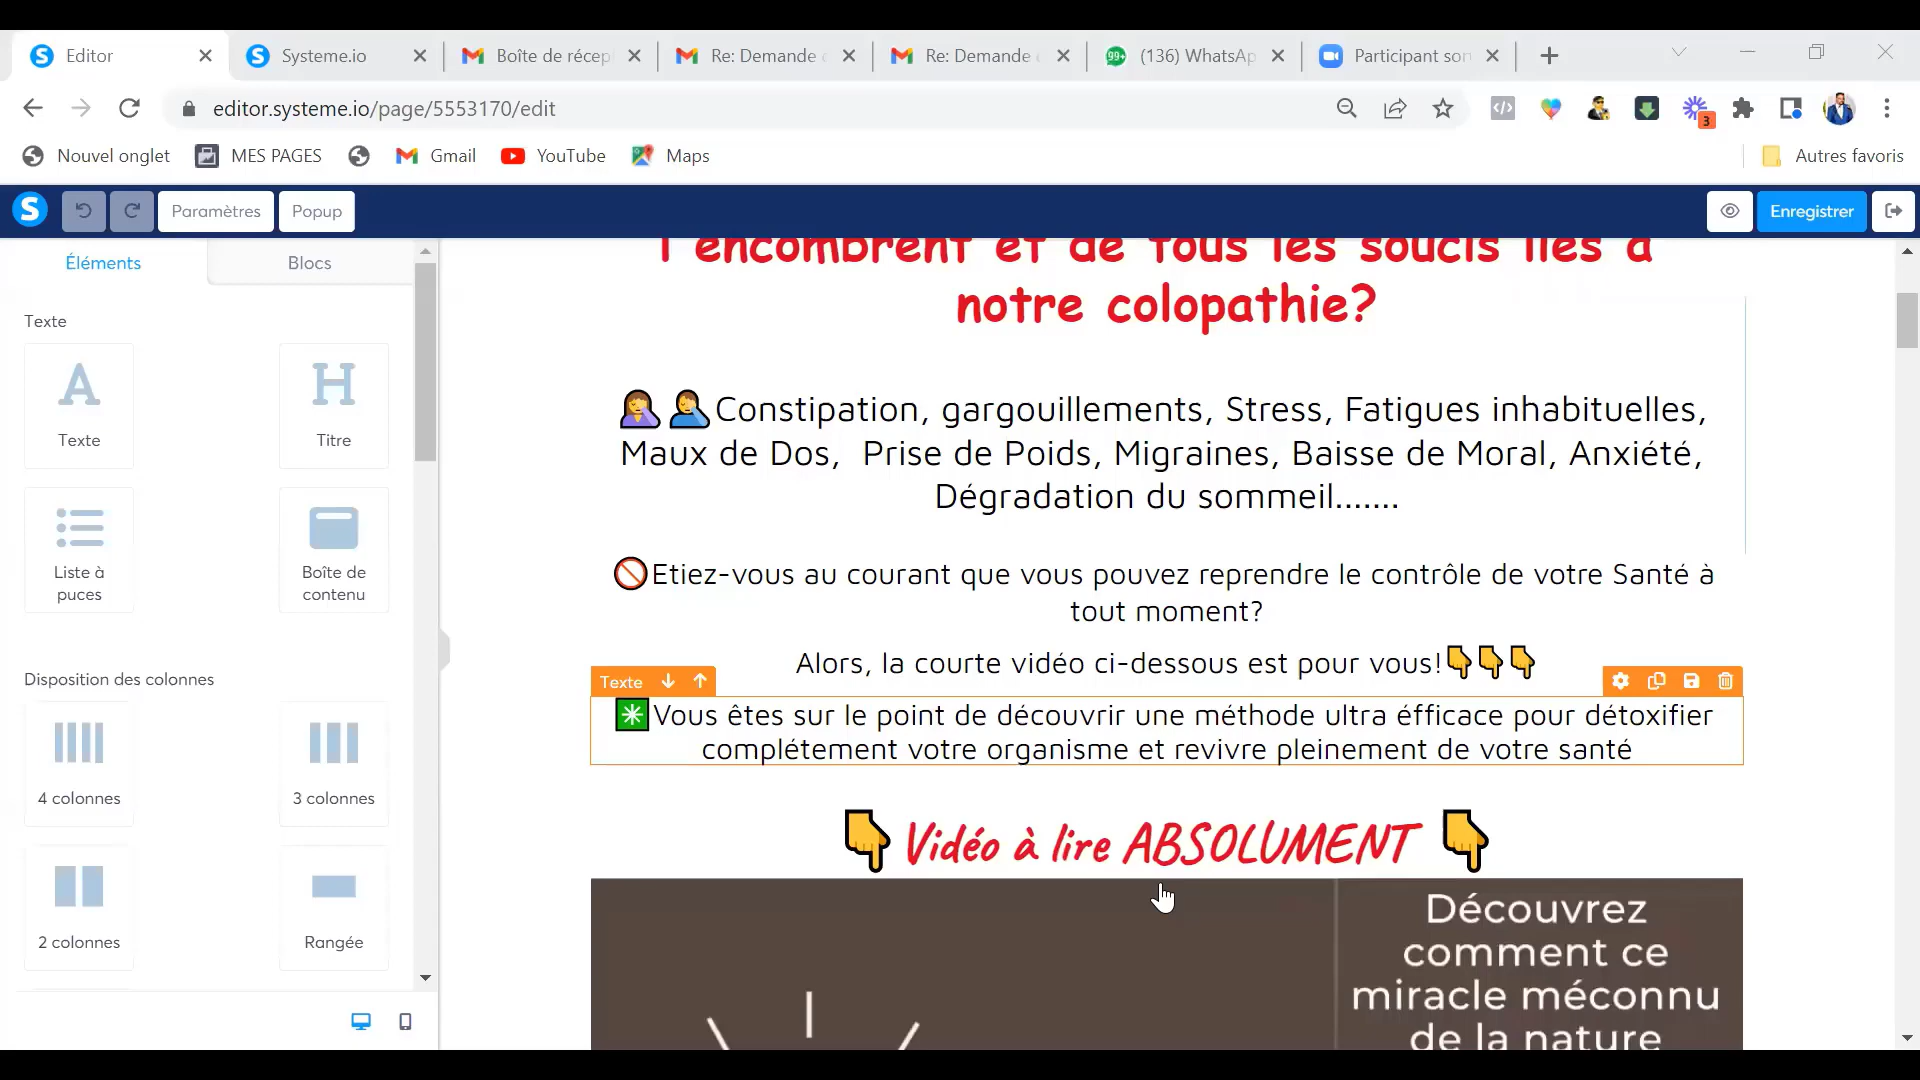 Editor
Systeme.io
Boîte de récep
Re: Demande
Re: Demande
(136) WhatsAp
Participant sor
editor.systeme.io/page/5553170/edit
3
Nouvel onglet
MES PAGES
Gmail
YouTube
Maps
Autres favoris
S
Paramètres
Popup
Enregistrer
Éléments
Blocs
Texte
A
Texte
H
Titre
Liste à
puces
Boîte de
contenu
Disposition des colonnes
4 colonnes
3 colonnes
2 colonnes
Rangée
l'encombrent et de tous les soucis liés à
notre colopathie?
Constipation, gargouillements, Stress, Fatigues inhabituelles,
Maux de Dos, Prise de Poids, Migraines, Baisse de Moral, Anxiété,
Dégradation du sommeil.......
Etiez-vous au courant que vous pouvez reprendre le contrôle de votre Santé à
tout moment?
Alors, la courte vidéo ci-dessous est pour vous!👇👇👇
Texte
✳Vous êtes sur le point de découvrir une méthode ultra éfficace pour détoxifier
complétement votre organisme et revivre pleinement de votre santé
👇 Vidéo à lire ABSOLUMENT 👇
Découvrez
comment ce
miracle méconnu
de la nature